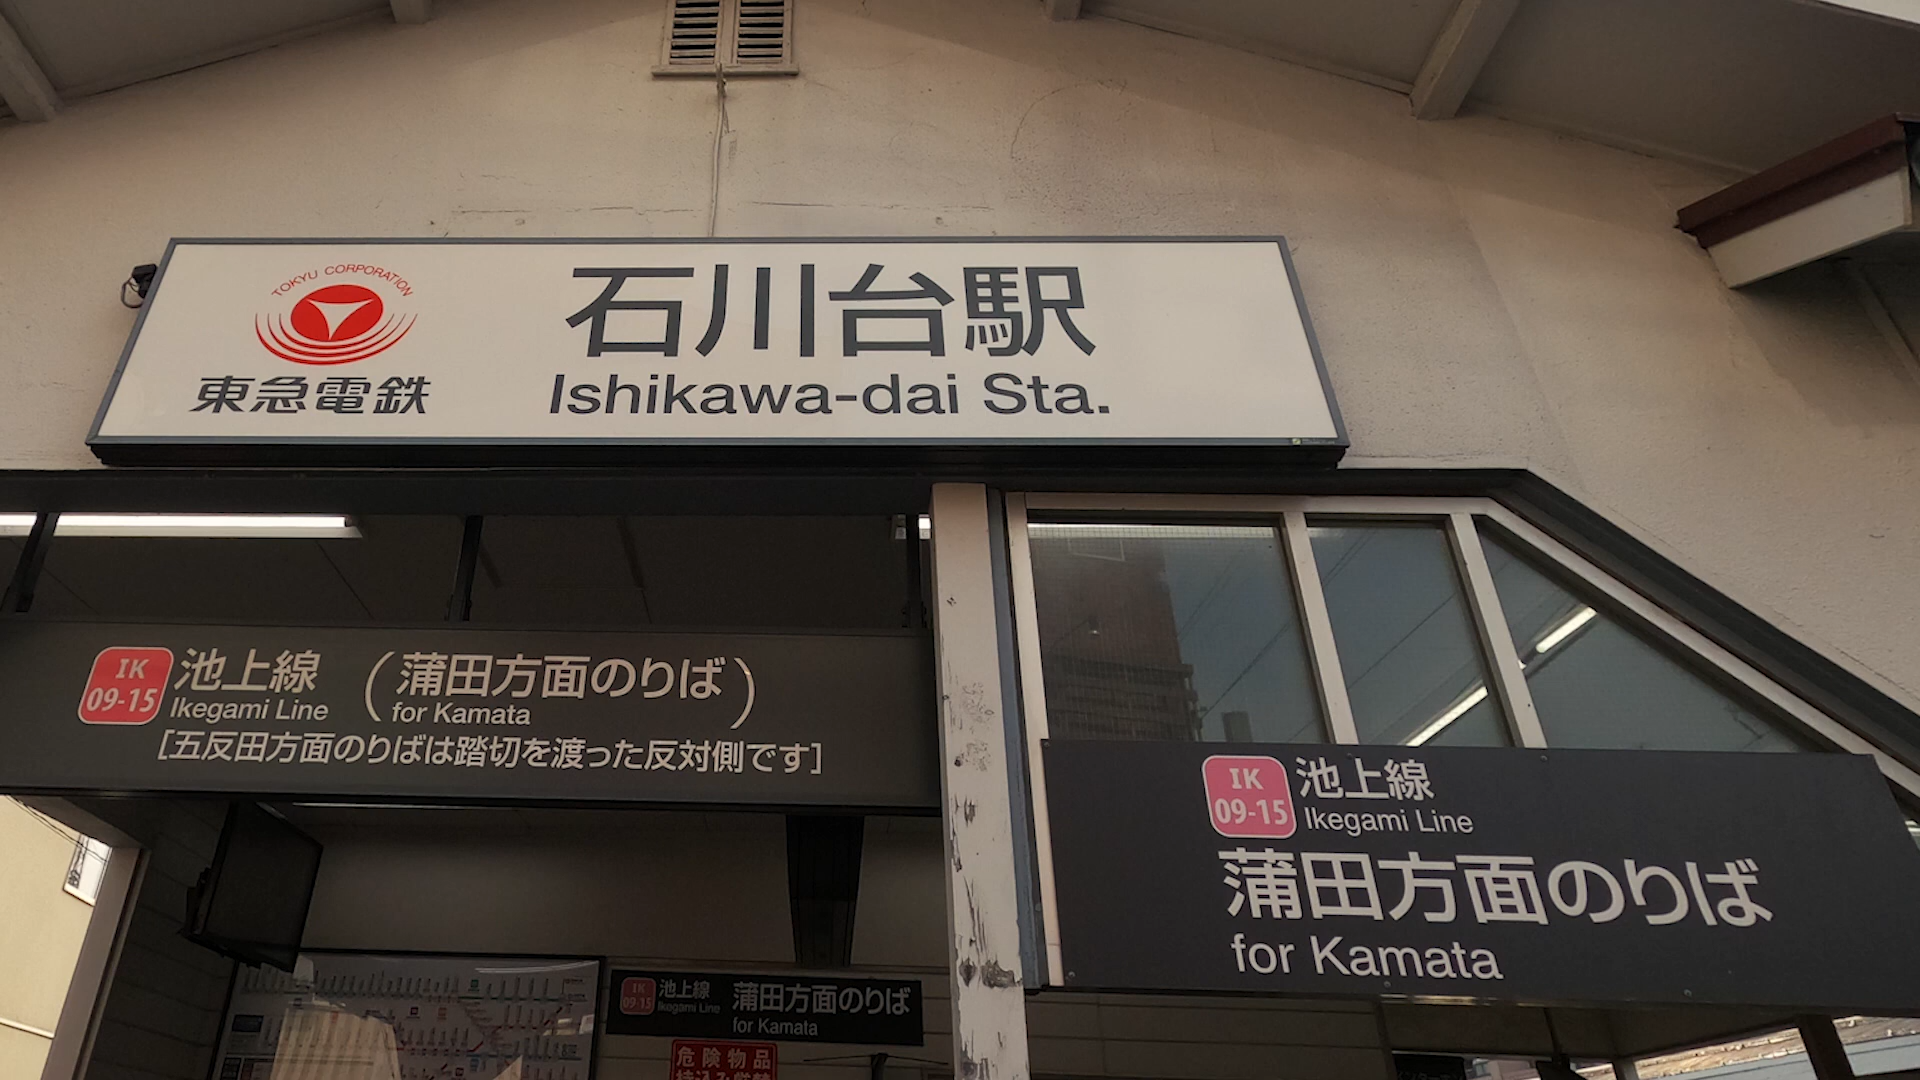 TOKYU CORPORATION
東急電鉄
石川台駅
Ishikawa-dai Sta.
IK
09-15
池上線
Ikegami Line
(蒲田方面のりば)
for Kamata
[五反田方面のりばは踏切を渡った反対側です]
IK
09-15
池上線
Ikegami Line
蒲田方面のりば
for Kamata
IK
09-15
池上線
Ikegami Line
蒲田方面のりば
for Kamata
危険物品